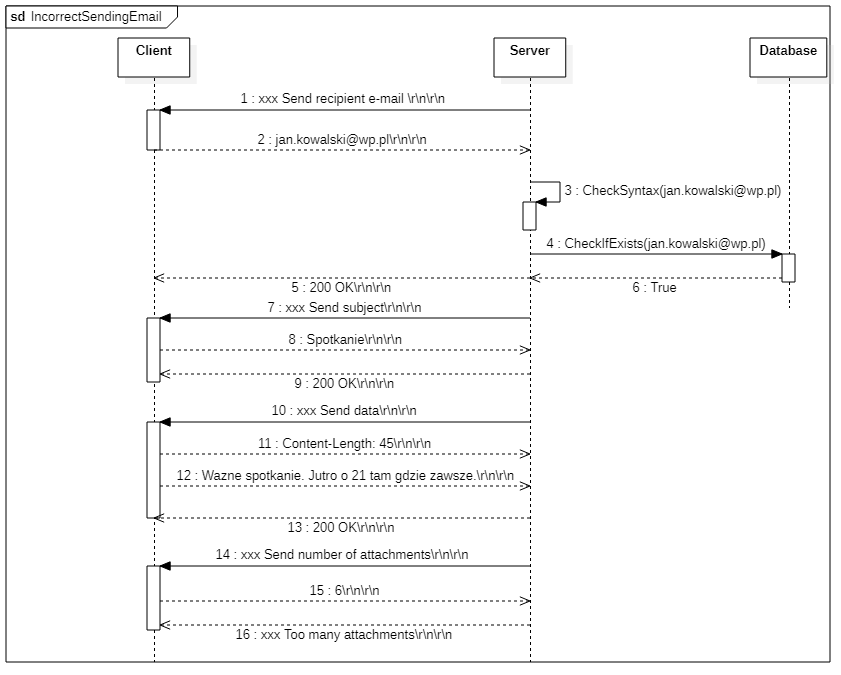 sd IncorrectSendingEmail
Client
Server
Database
1 : xxx Send recipient e-mail \r\n\r\n
2 : jan.kowalski@wp.pl\r\n\r\n
3 : CheckSyntax(jan.kowalski@wp.pl)
4 : CheckIfExists(jan.kowalski@wp.pl)
5 : 200 OK\r\n\r\n
6 : True
7 : xxx Send subject\r\n\r\n
8 : Spotkanie\r\n\r\n
9 : 200 OK\r\n\r\n
10 : xxx Send data\r\n\r\n
11 : Content-Length: 45\r\n\r\n
12 : Wazne spotkanie. Jutro o 21 tam gdzie zawsze.\r\n\r\n
13 : 200 OK\r\n\r\n
14 : xxx Send number of attachments\r\n\r\n
15 : 6\r\n\r\n
16 : xxx Too many attachments\r\n\r\n